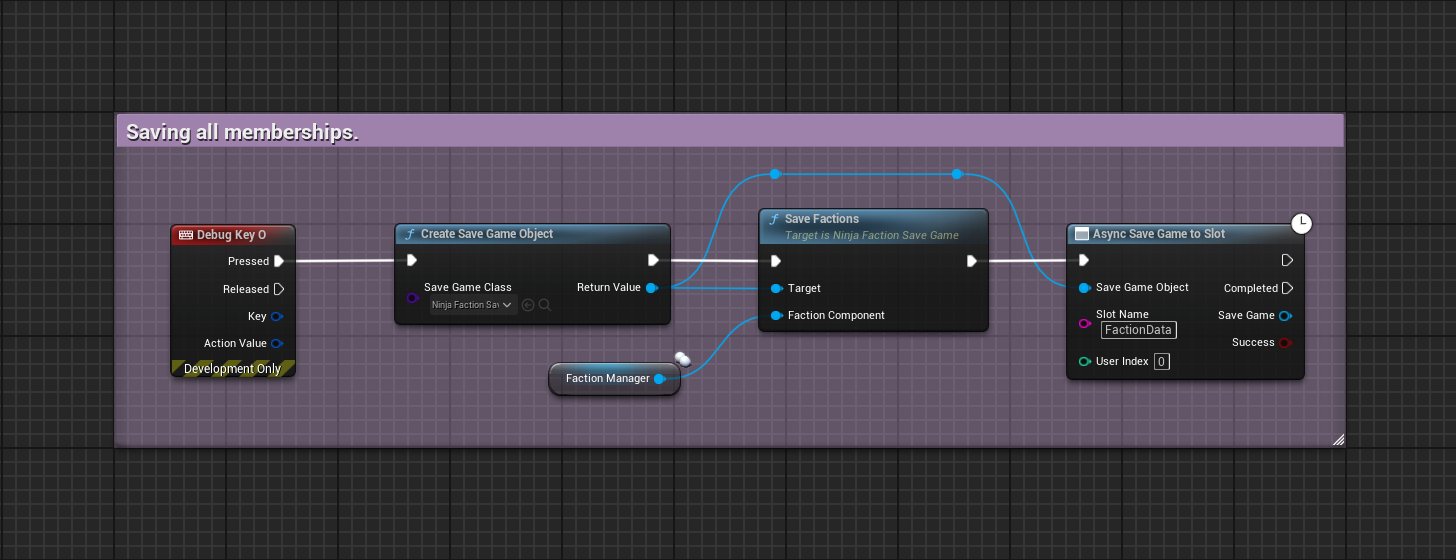 Saving all memberships.
Debug Key O
Pressed
Released
Key
Action Value
Development Only
Create Save Game Object
Save Game Class
Ninja Faction Sav
Return Value
Faction Manager
Save Factions
Target is Ninja Faction Save Game
Target
Faction Component
Async Save Game to Slot
Save Game Object
Completed
Slot Name
FactionData
Save Game
Success
User Index 0